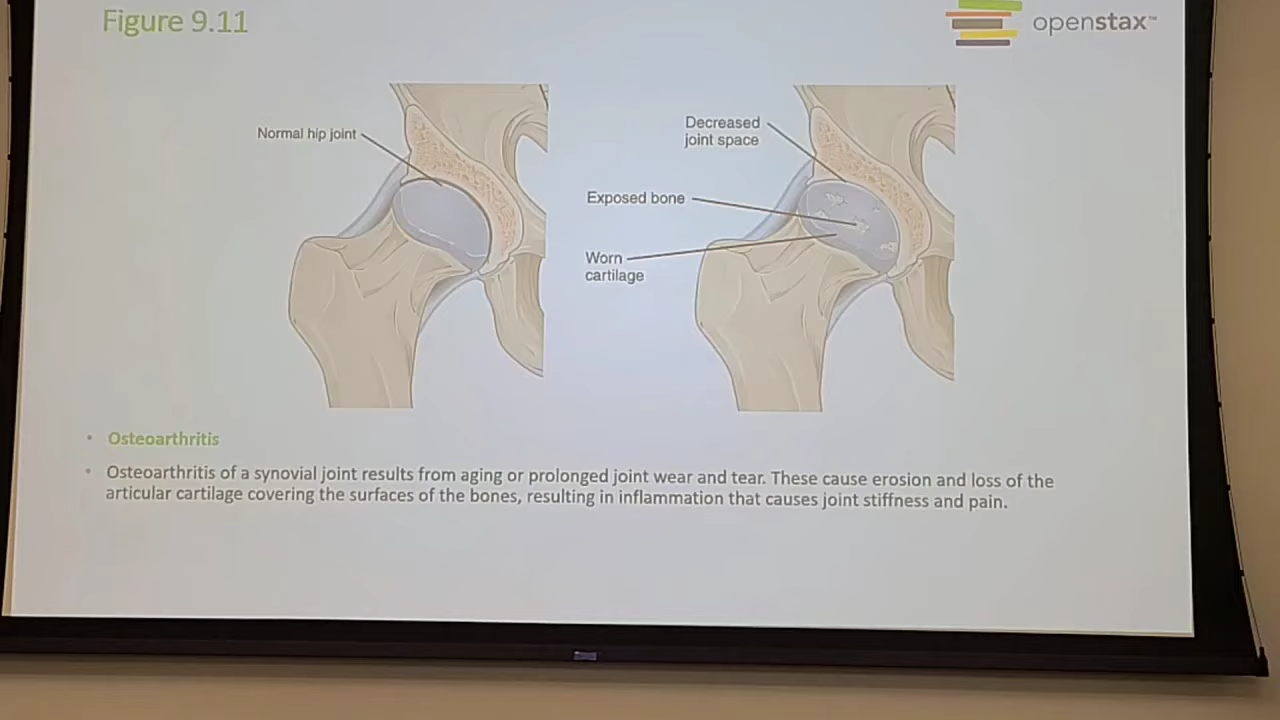 Figure 9.11
openstax™
Normal hip joint
Decreased
joint space
Exposed bone
Worn
cartilage
• Osteoarthritis
• Osteoarthritis of a synovial joint results from aging or prolonged joint wear and tear. These cause erosion and loss of the
articular cartilage covering the surfaces of the bones, resulting in inflammation that causes joint stiffness and pain.